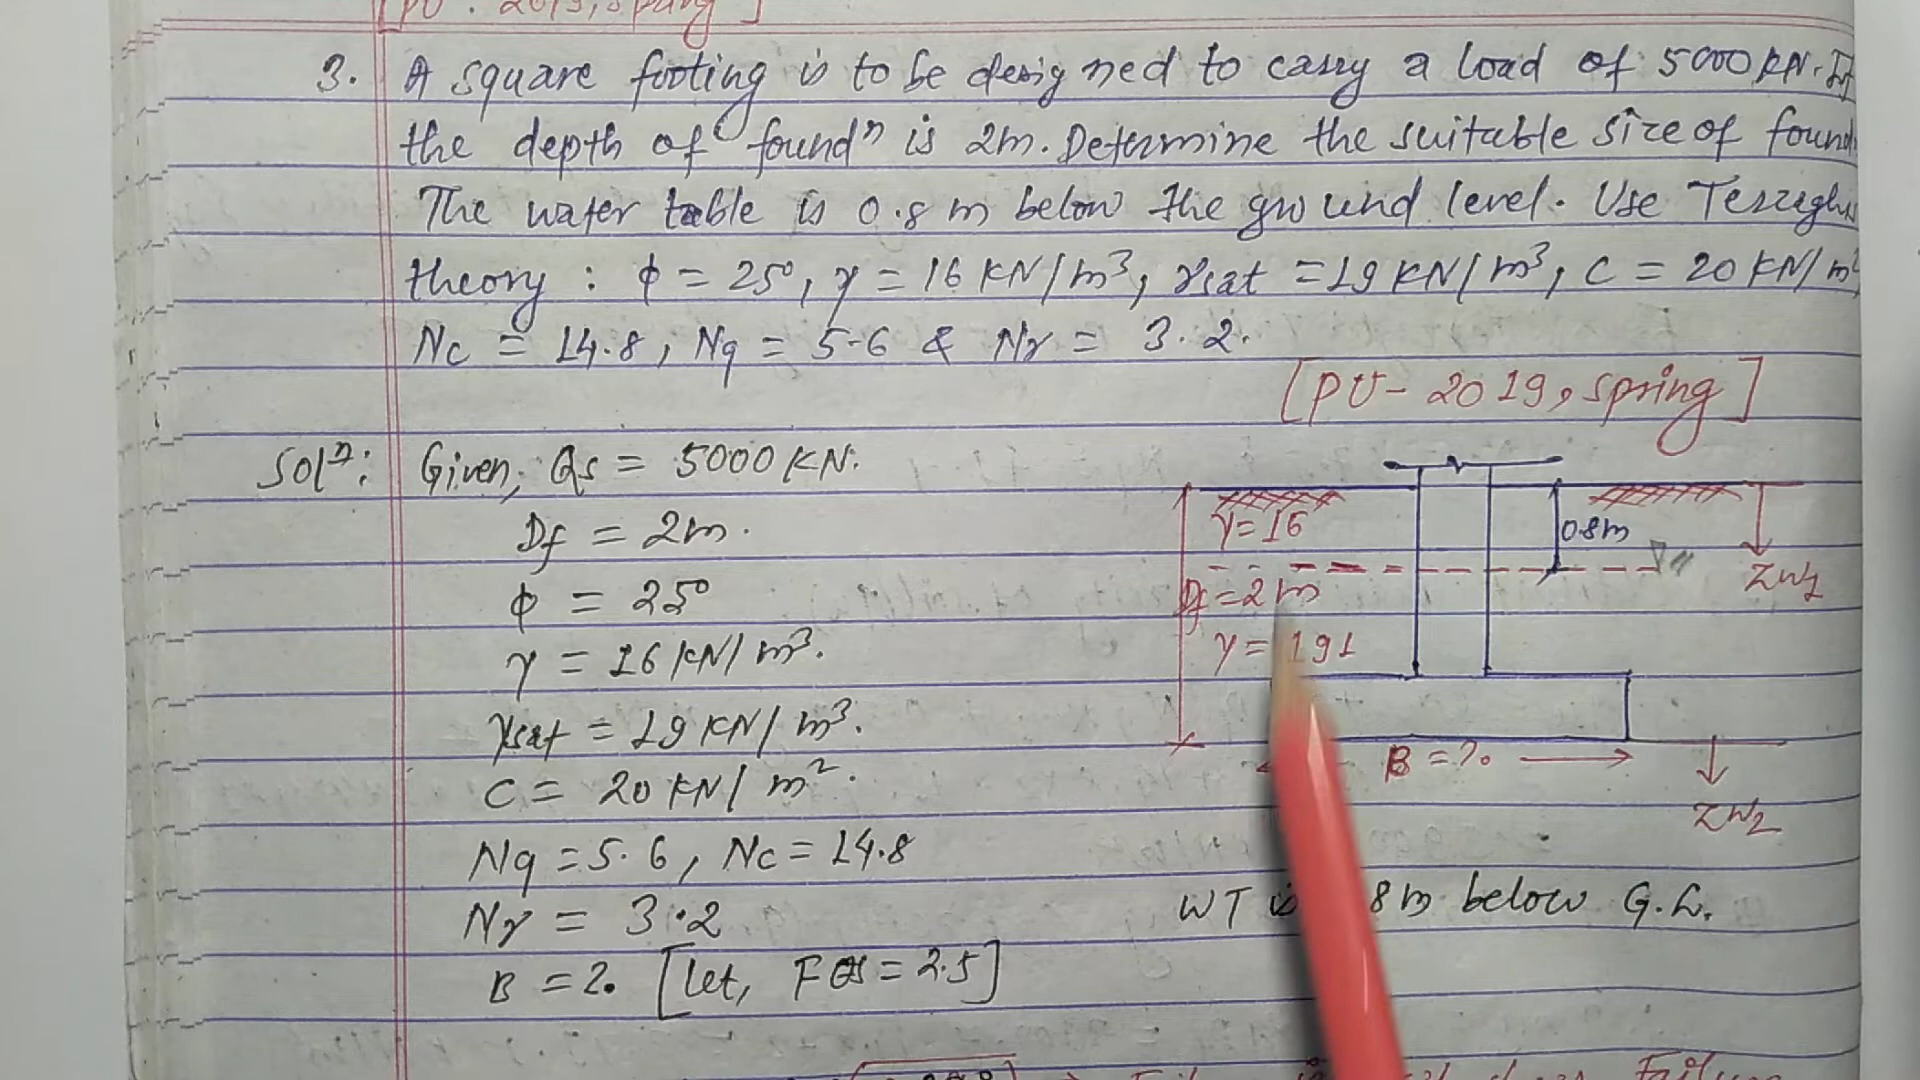 [PU. 2019, spring]
3. A square footing is to be designed to carry a load of 5000 KN. If
the depth of foundⁿ is 2m. Determine the suitable size of found
The water table is 0.8 m below the ground level. Use Terzaghi
theory : φ = 25°, γ = 16 KN/m³, γsat = 19 KN/m³, C = 20 KN/m²
Nc = 14.8, Nq = 5.6 & Nγ = 3.2.
[PU- 2019, spring]
Solⁿ: Given, Qs = 5000 KN.
Df = 2m.
φ = 25°
γ = 16 KN/m³.
γsat = 19 KN/m³.
C = 20 KN/m².
Nq = 5.6, Nc = 14.8
Nγ = 3.2
B = ?. [let, FOS = 2.5]
γ = 16
0.8m
Zw1
Df = 2m
γ = 191
B = ?.
Zw2
WT is 8m below G.L.